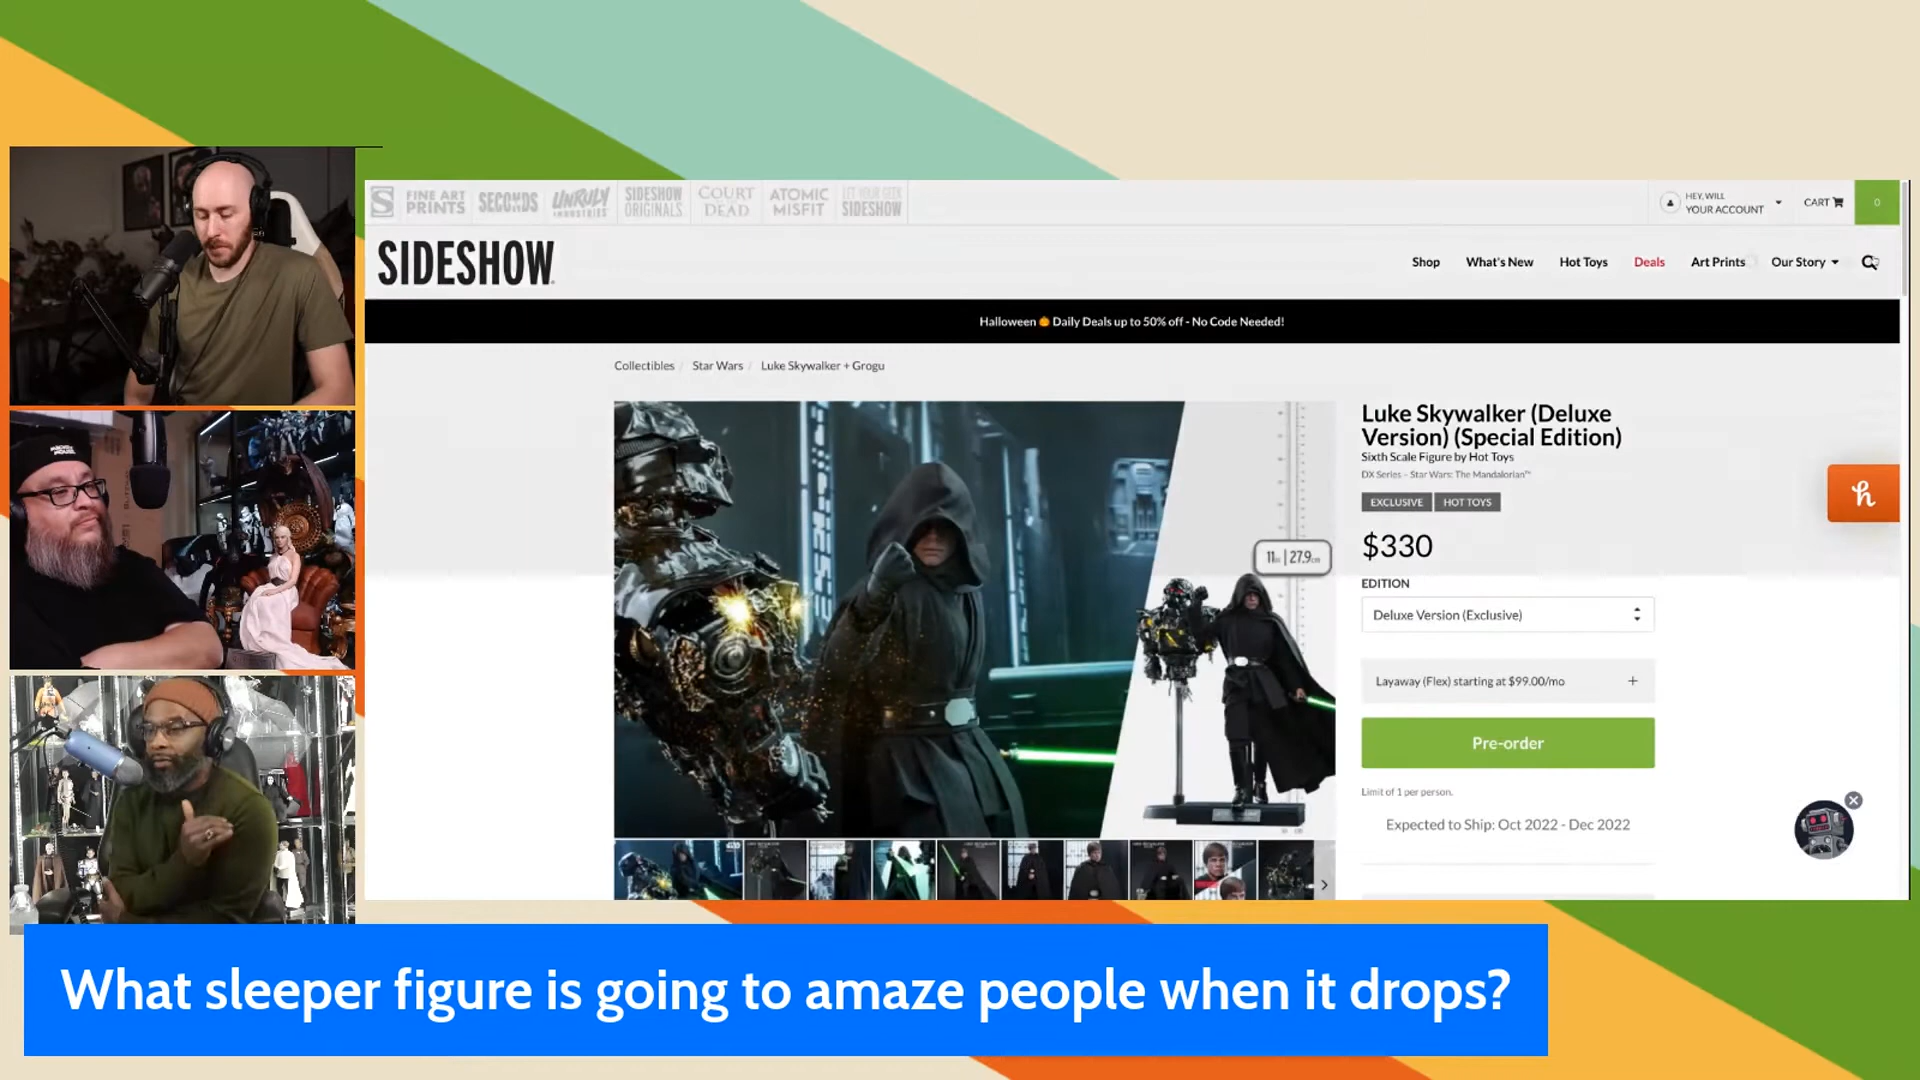 FINE ART
PRINTS
SECONDS
UNRULY
INDUSTRIES
SIDESHOW
ORIGINALS
COURT
OF THE
DEAD
ATOMIC
MISFIT
LET YOUR GEEK
SIDESHOW
HEY, WILL
YOUR ACCOUNT
CART
0
SIDESHOW
Shop
What's New
Hot Toys
Deals
Art Prints
Our Story
Halloween 🎃 Daily Deals up to 50% off - No Code Needed!
Collectibles / Star Wars / Luke Skywalker + Grogu
Luke Skywalker (Deluxe
Version) (Special Edition)
Sixth Scale Figure by Hot Toys
DX Series – Star Wars: The Mandalorian™
EXCLUSIVE
HOT TOYS
$330
11in | 27.9cm
EDITION
Deluxe Version (Exclusive)
Layaway (Flex) starting at $99.00/mo +
Pre-order
Limit of 1 per person.
Expected to Ship: Oct 2022 - Dec 2022
What sleeper figure is going to amaze people when it drops?